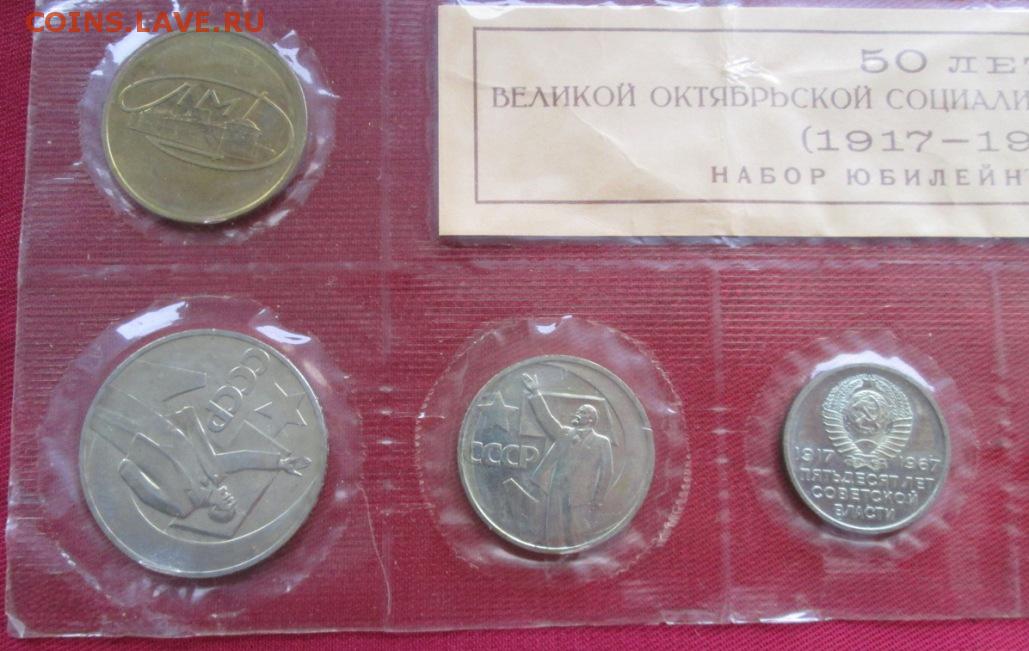 COINS.LAVE.RU
50 ЛЕТ
ВЕЛИКОЙ ОКТЯБРЬСКОЙ СОЦИАЛИ
(1917—19
НАБОР ЮБИЛЕЙН
ЛМД
СССР
СССР
1917 1967
ПЯТЬДЕСЯТ ЛЕТ
СОВЕТСКОЙ
ВЛАСТИ